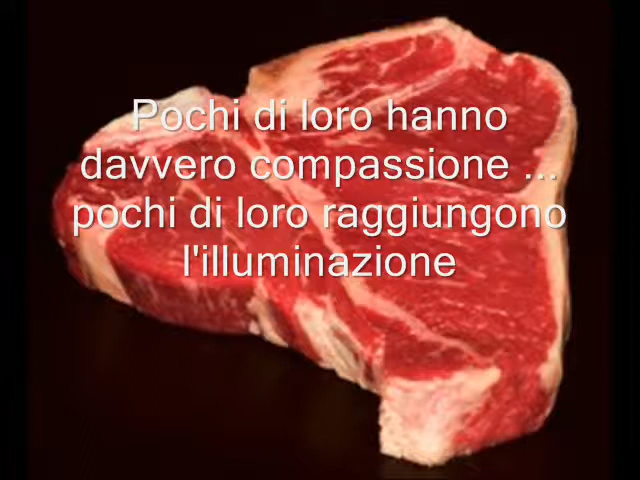 Pochi di loro hanno
davvero compassione ...
pochi di loro raggiungono
l'illuminazione